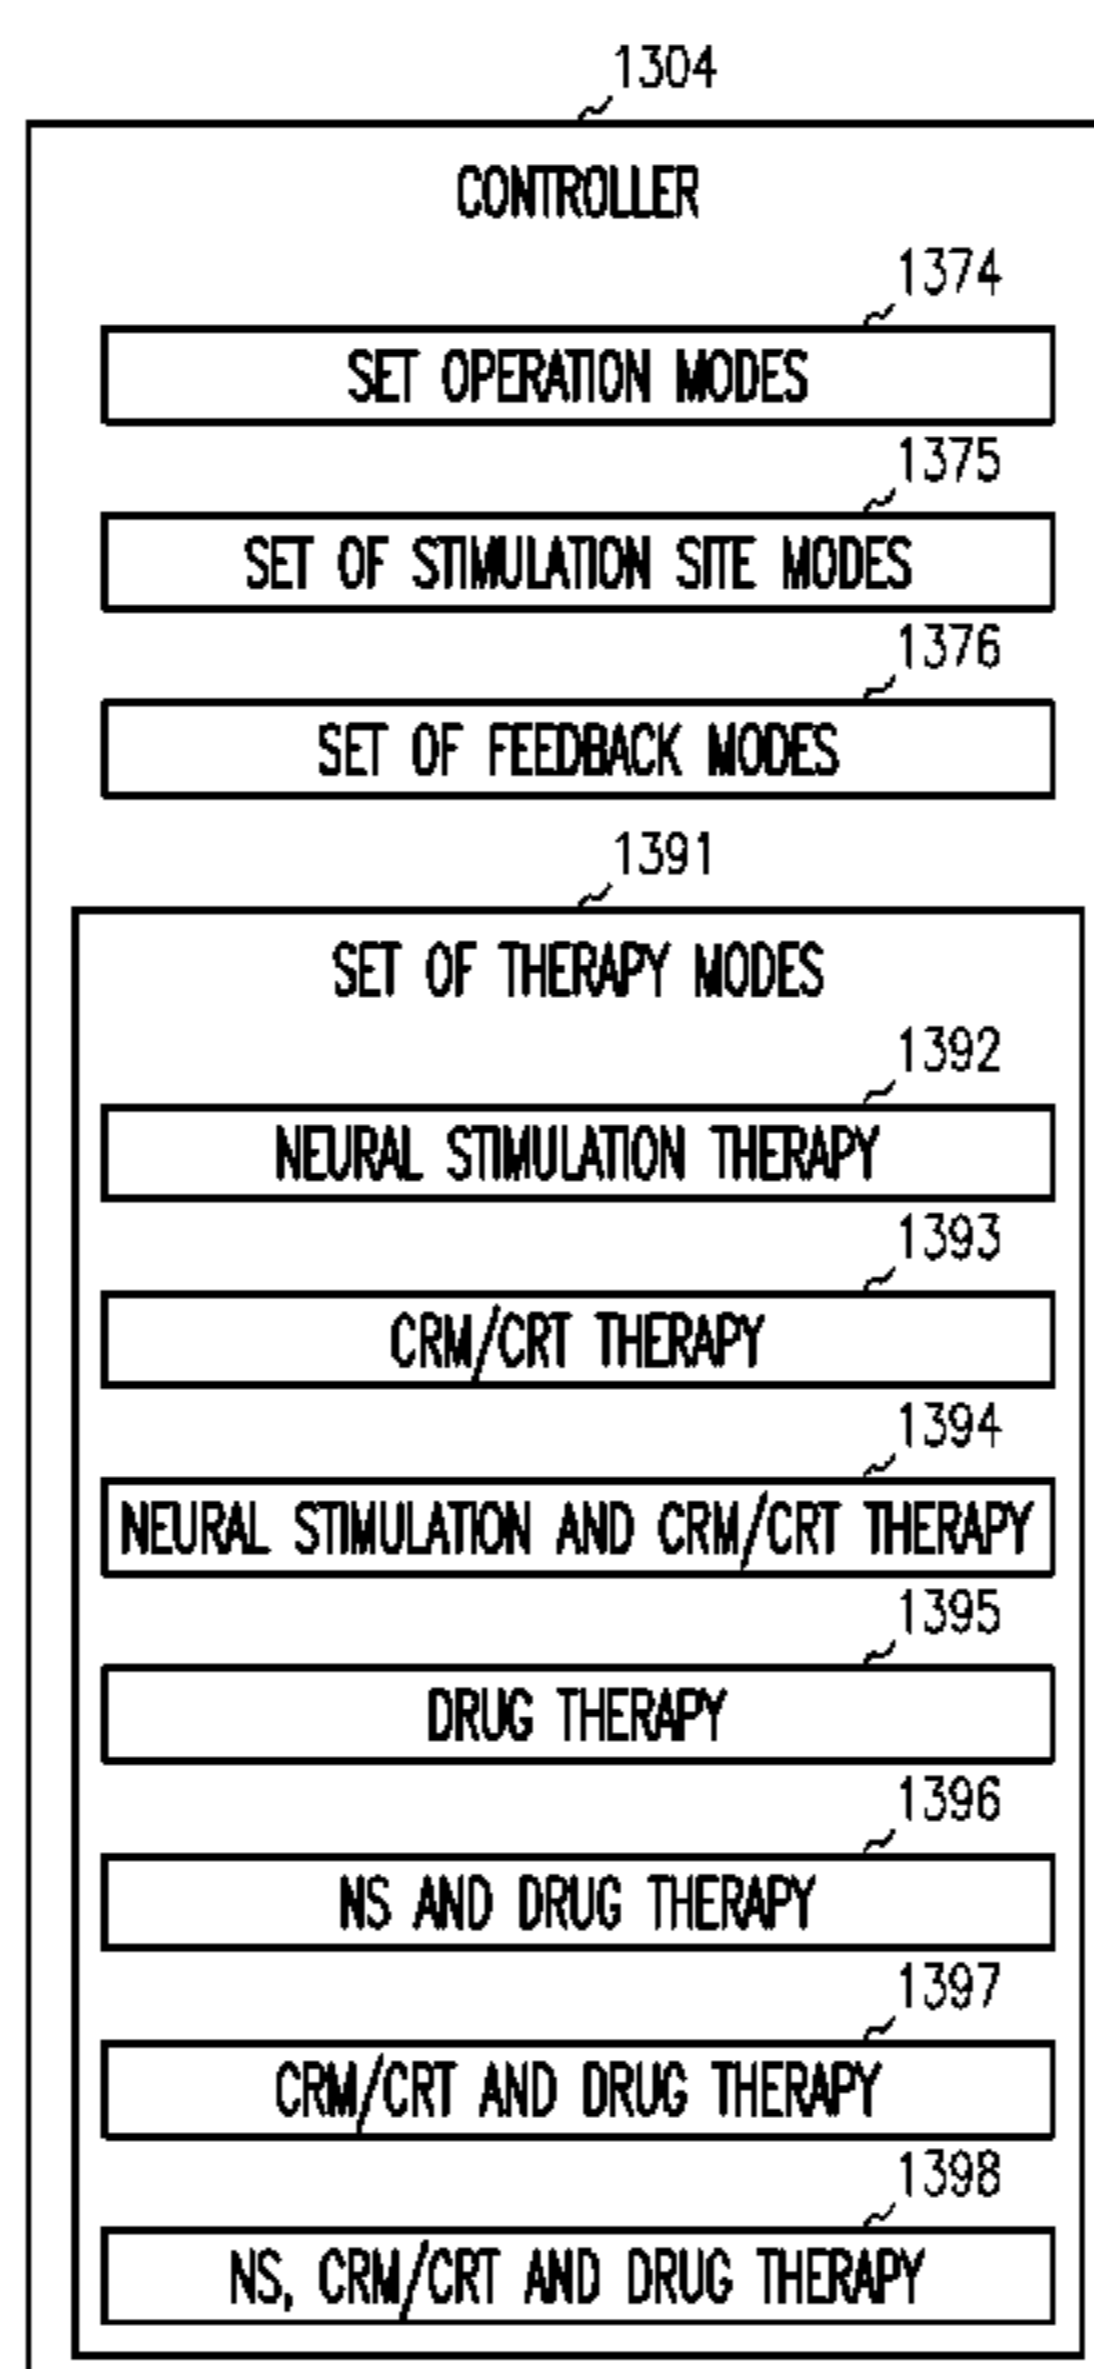 1304
CONTROLLER
1374
SET OPERATION MODES
1375
SET OF STIMULATION SITE MODES
1376
SET OF FEEDBACK MODES
1391
SET OF THERAPY MODES
1392
NEURAL STIMULATION THERAPY
1393
CRM/CRT THERAPY
1394
NEURAL STIMULATION AND CRM/CRT THERAPY
1395
DRUG THERAPY
1396
NS AND DRUG THERAPY
1397
CRM/CRT AND DRUG THERAPY
1398
NS, CRM/CRT AND DRUG THERAPY